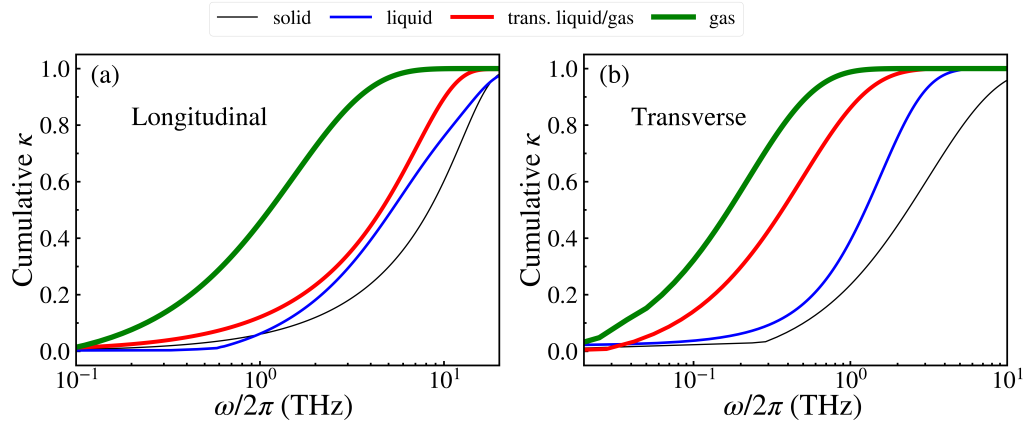 solid liquid trans. liquid/gas gas
(a)
Longitudinal
Cumulative κ
1.0
0.8
0.6
0.4
0.2
0.0
10⁻¹ 10⁰ 10¹
ω/2π (THz)
(b)
Transverse
Cumulative κ
1.0
0.8
0.6
0.4
0.2
0.0
10⁻¹ 10⁰ 10¹
ω/2π (THz)